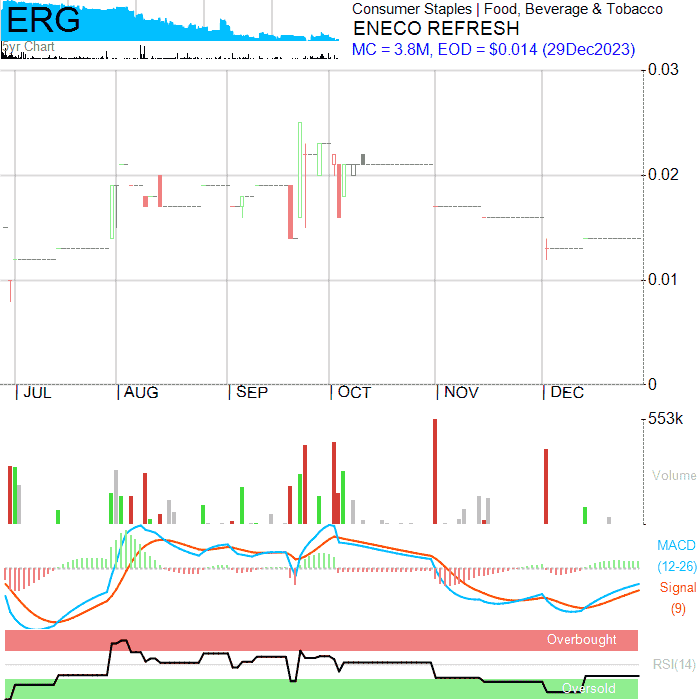 ERG
5yr Chart
Consumer Staples | Food, Beverage & Tobacco
ENECO REFRESH
MC = 3.8M, EOD = $0.014 (29Dec2023)
0.03
0.02
0.01
0
JUL AUG SEP OCT NOV DEC
553k
Volume
MACD
(12-26)
Signal
(9)
Overbought
RSI(14)
Oversold